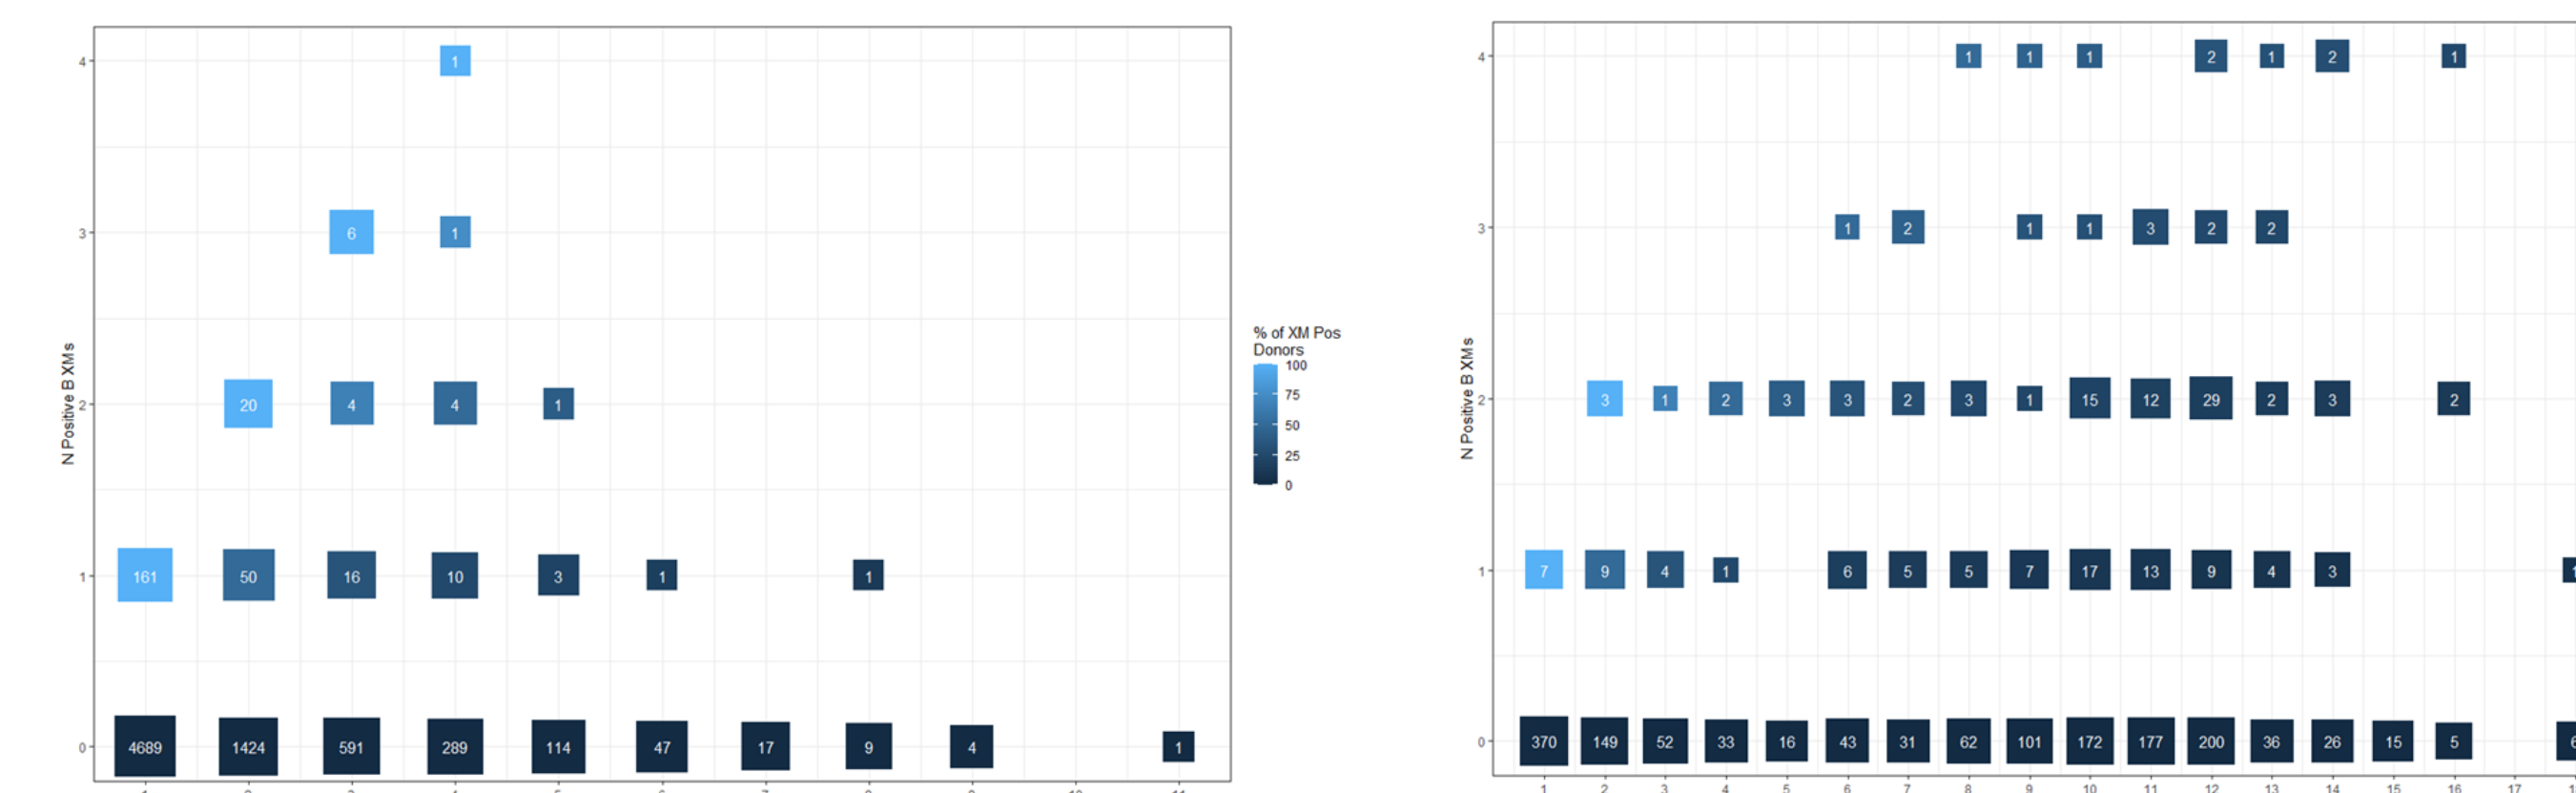 4 1
3 6 1
N Positive B XMs
2 20 4 4 1
1 161 50 16 10 3 1 1
0 4689 1424 591 289 114 47 17 9 4 1
% of XM Pos
Donors
100
75
50
25
0
4 1 1 1 2 1 2 1
3 1 2 1 1 3 2 2
N Positive B XMs
2 3 1 2 3 3 2 3 1 15 12 29 2 3 2
1 7 9 4 1 6 5 5 7 17 13 9 4 3
0 370 149 52 33 16 43 31 62 101 172 177 200 36 26 15 5
1 2 3 4 5 6 7 8 9 10 11 12 13 14 15 16 17